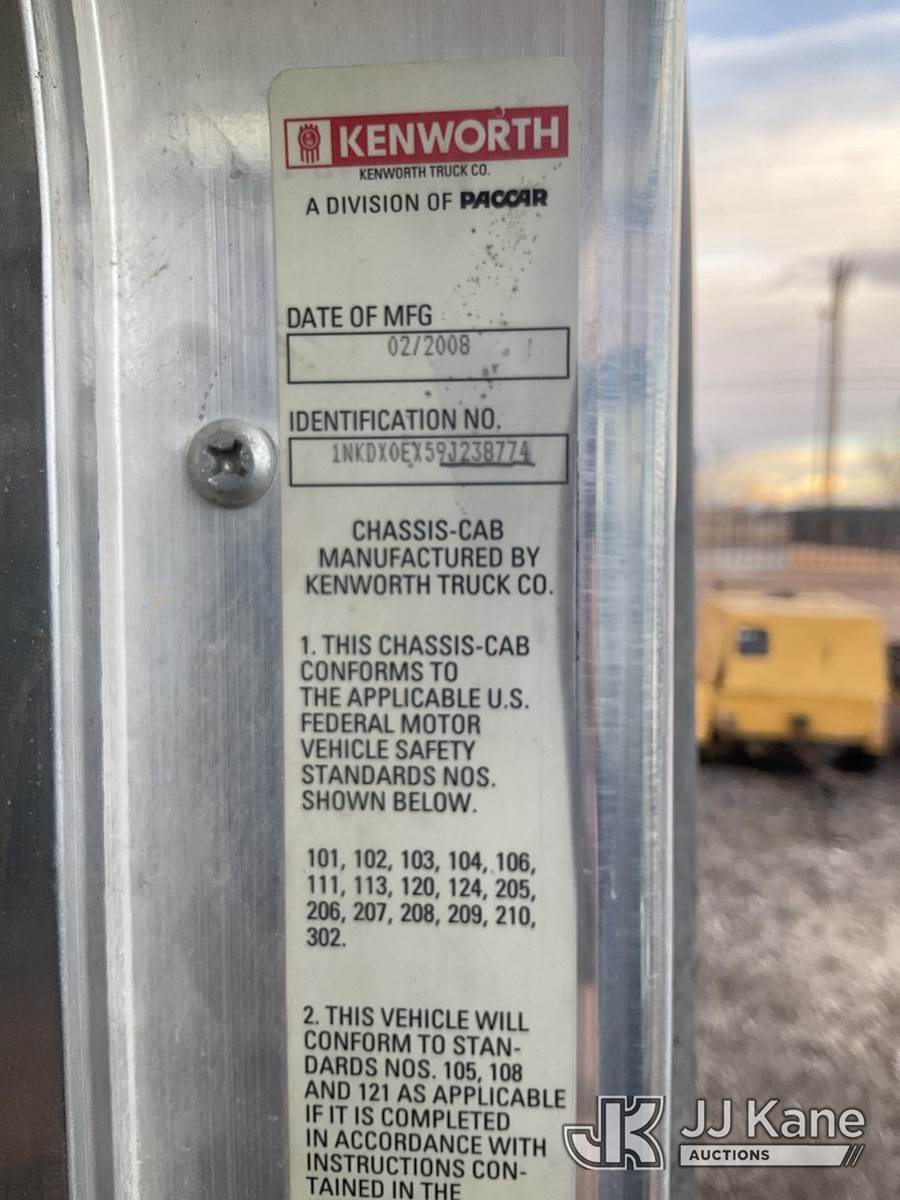 KENWORTH
KENWORTH TRUCK CO.
A DIVISION OF PACCAR
DATE OF MFG
02/2008
IDENTIFICATION NO.
1NKDX0EX59J238774
CHASSIS-CAB
MANUFACTURED BY
KENWORTH TRUCK CO.
1. THIS CHASSIS-CAB
CONFORMS TO
THE APPLICABLE U.S.
FEDERAL MOTOR
VEHICLE SAFETY
STANDARDS NOS.
SHOWN BELOW.
101, 102, 103, 104, 106,
111, 113, 120, 124, 205,
206, 207, 208, 209, 210,
302.
2. THIS VEHICLE WILL
CONFORM TO STAN-
DARDS NOS. 105, 108
AND 121 AS APPLICABLE
IF IT IS COMPLETED
IN ACCORDANCE WITH
INSTRUCTIONS CON-
TAINED IN THE
JK JJ Kane
AUCTIONS